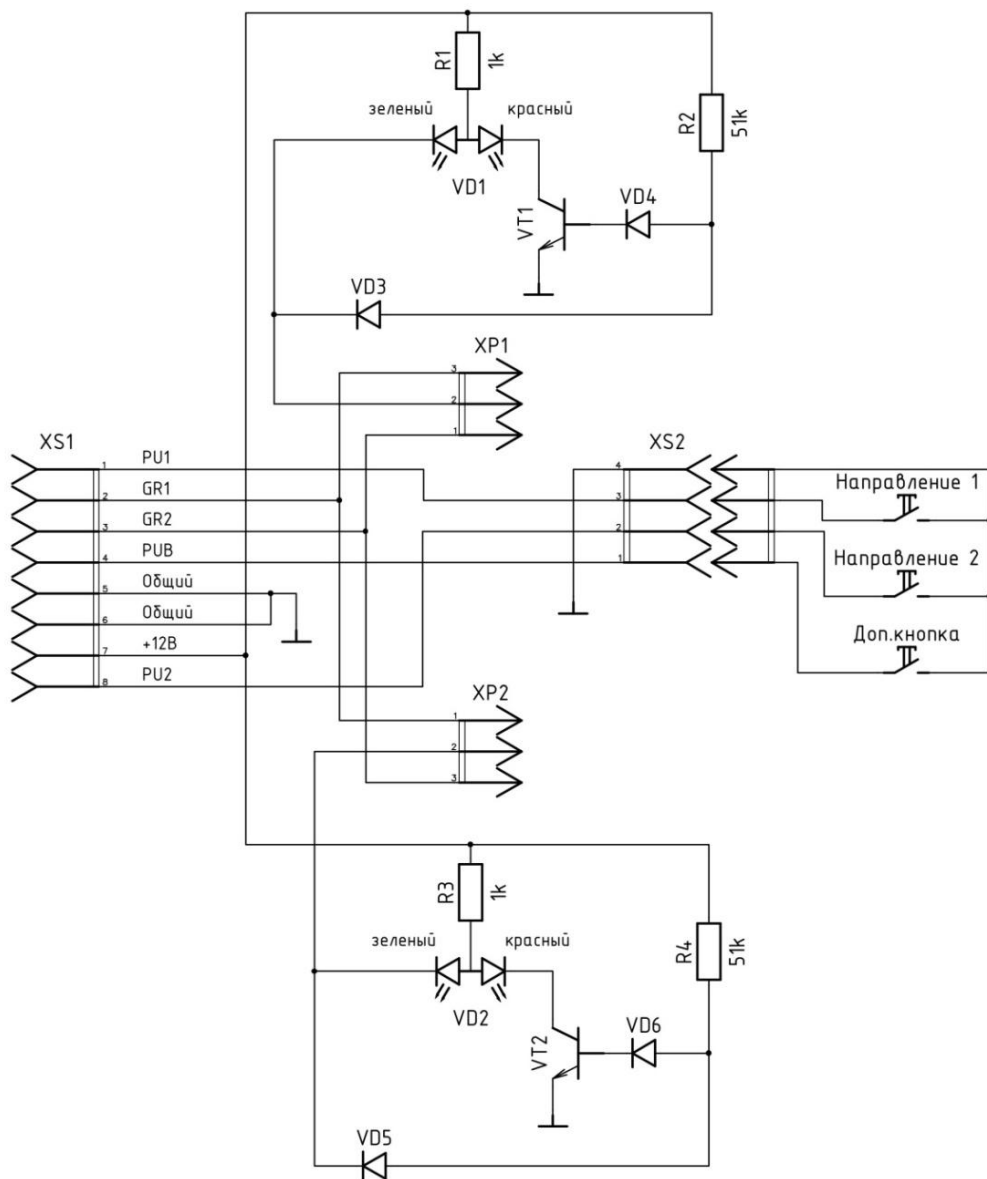 R1
1k
зеленый
красный
VD1
R2
51k
VD4
VT1
VD3
XP1
3
2
1
XS1
1
PU1
2
GR1
3
GR2
4
PUB
5
Общий
6
Общий
7
+12В
8
PU2
XS2
4
3
2
1
Направление 1
Направление 2
Доп.кнопка
XP2
1
2
3
R3
1k
зеленый
красный
VD2
R4
51k
VD6
VT2
VD5